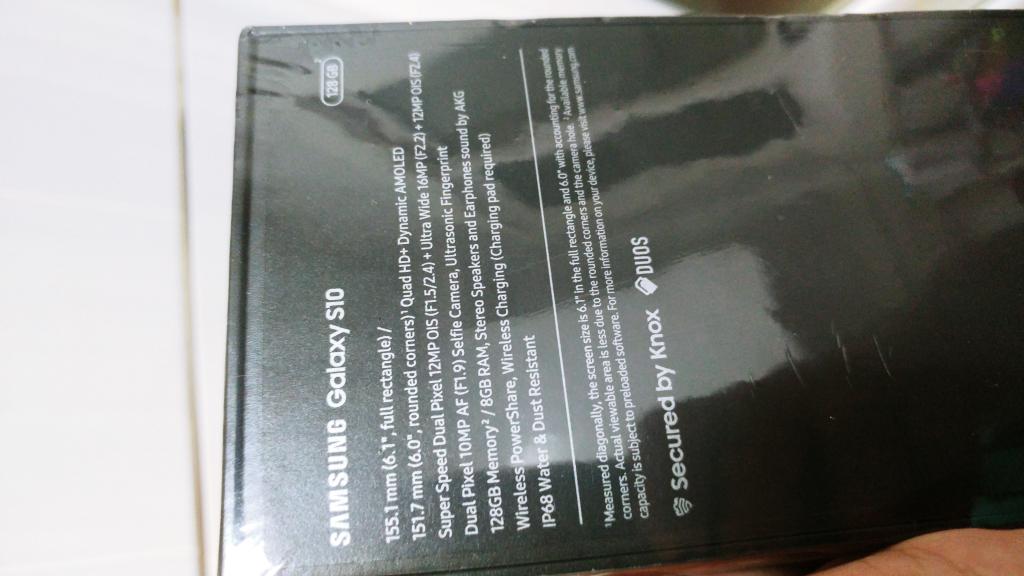 SAMSUNG Galaxy S10
128 GB
155.1 mm (6.1", full rectangle) /
151.7 mm (6.0", rounded corners)¹ Quad HD+ Dynamic AMOLED
Super Speed Dual Pixel 12MP OIS (F1.5/2.4) + Ultra Wide 16MP (F2.2) + 12MP OIS (F2.4)
Dual Pixel 10MP AF (F1.9) Selfie Camera, Ultrasonic Fingerprint
128GB Memory² / 8GB RAM, Stereo Speakers and Earphones sound by AKG
Wireless PowerShare, Wireless Charging (Charging pad required)
IP68 Water & Dust Resistant
¹Measured diagonally, the screen size is 6.1" in the full rectangle and 6.0" with accounting for the rounded
corners. Actual viewable area is less due to the rounded corners and the camera hole. ² Available memory
capacity is subject to preloaded software. For more information on your device, please visit www.samsung.com
Secured by Knox DUOS